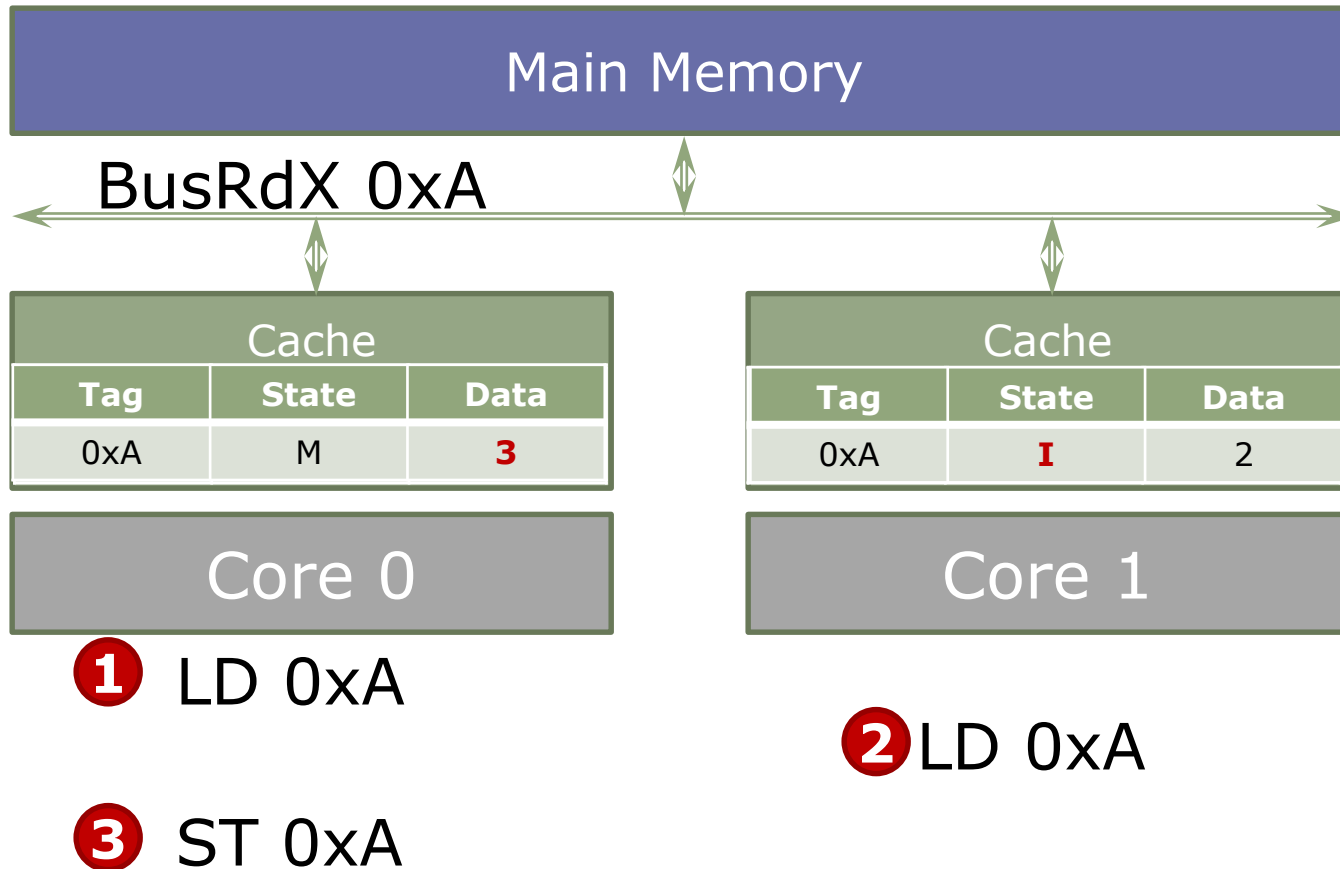 Main Memory
BusRdX 0xA
Cache
Tag State Data
0xA M 3
Cache
Tag State Data
0xA I 2
Core 0
Core 1
1 LD 0xA
2 LD 0xA
3 ST 0xA